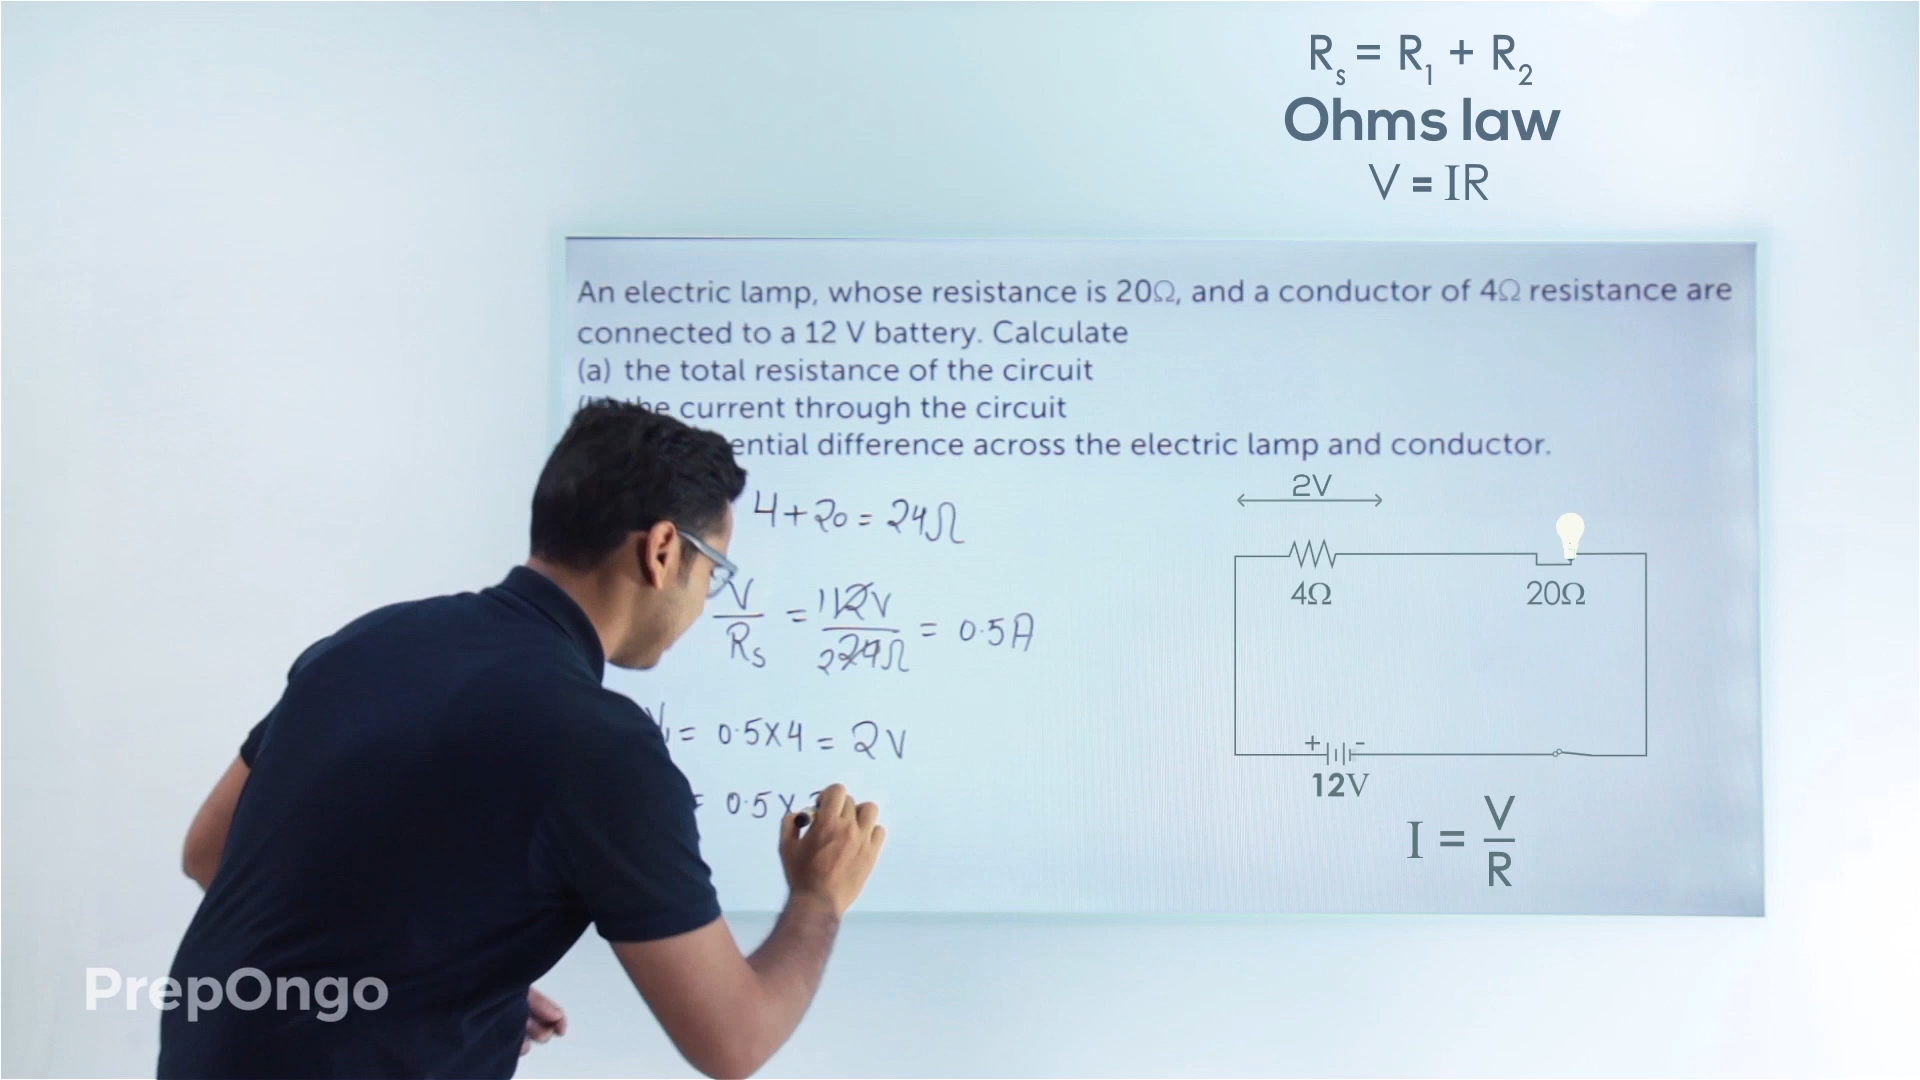 Rs = R1 + R2
Ohms law
V = IR
An electric lamp, whose resistance is 20Ω, and a conductor of 4Ω resistance are
connected to a 12 V battery. Calculate
(a) the total resistance of the circuit
the current through the circuit
ential difference across the electric lamp and conductor.
4+20 = 24Ω
V/Rs = 112V/224Ω = 0.5A
V1 = 0.5×4 = 2V
= 0.5×
2V
4Ω
20Ω
+ -
12V
I = V/R
PrepOngo